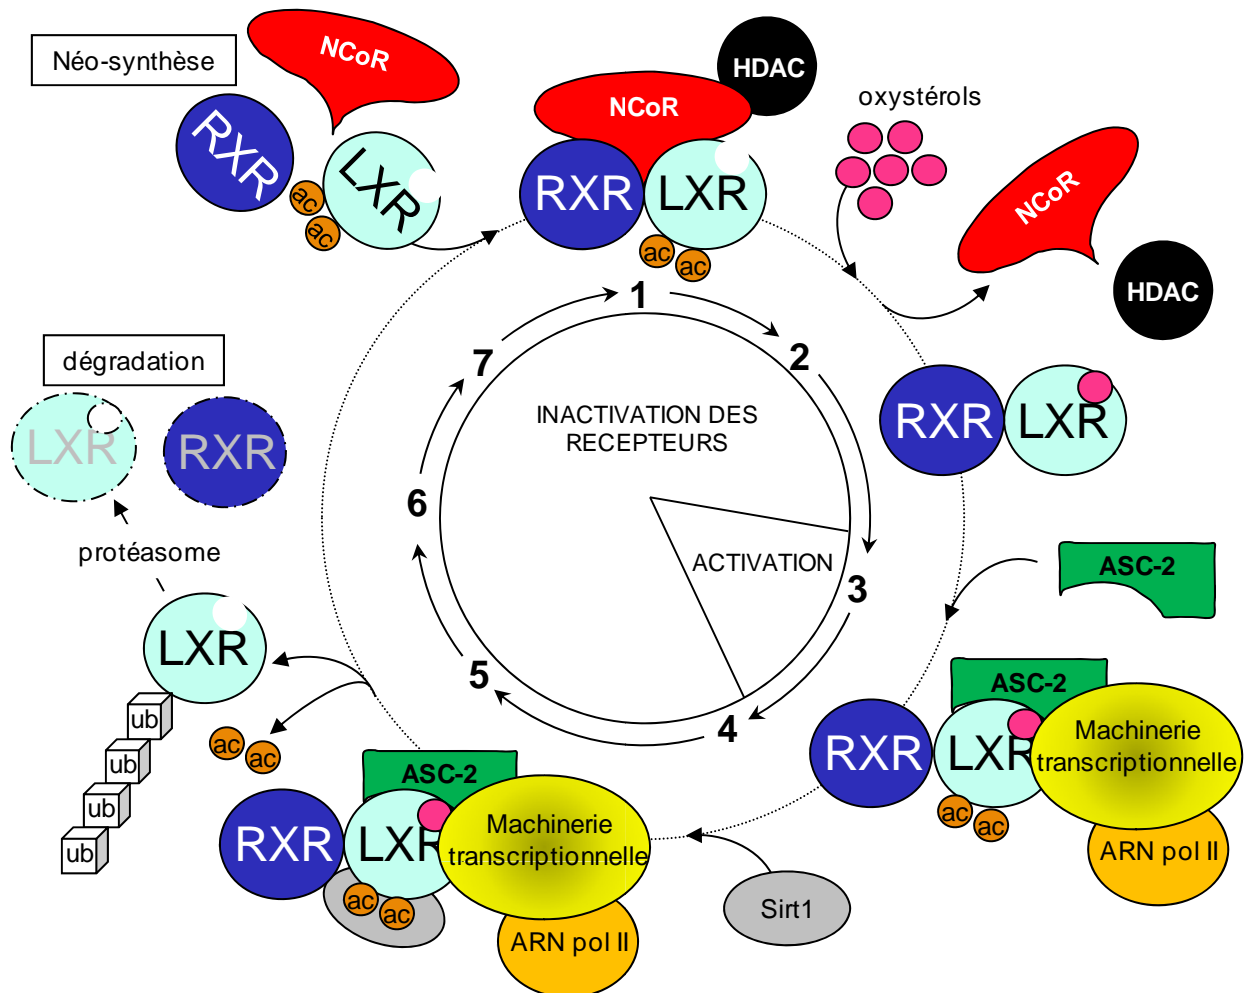 Néo-synthèse
NCoR
RXR
LXR
ac
ac
NCoR
HDAC
RXR
LXR
ac
ac
oxystérols
NCoR
HDAC
1
2
3
4
5
6
7
INACTIVATION DES
RECEPTEURS
ACTIVATION
RXR
LXR
ASC-2
ASC-2
RXR
LXR
Machinerie
transcriptionnelle
ac
ac
ARN pol II
Sirt1
ASC-2
RXR
LXR
Machinerie
transcriptionnelle
ac
ac
ARN pol II
dégradation
LXR
RXR
protéasome
LXR
ub
ub
ub
ub
ac
ac